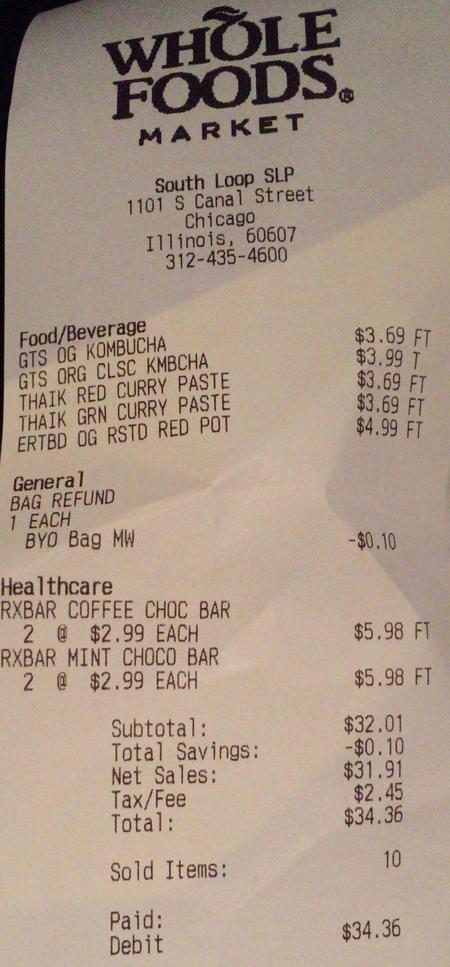 WHOLE
FOODS®
MARKET
South Loop SLP
1101 S Canal Street
Chicago
Illinois, 60607
312-435-4600
Food/Beverage
GTS OG KOMBUCHA $3.69 FT
GTS ORG CLSC KMBCHA $3.99 T
THAIK RED CURRY PASTE $3.69 FT
THAIK GRN CURRY PASTE $3.69 FT
ERTBD OG RSTD RED POT $4.99 FT
General
BAG REFUND
1 EACH
BYO Bag MW -$0.10
Healthcare
RXBAR COFFEE CHOC BAR
2 @ $2.99 EACH $5.98 FT
RXBAR MINT CHOCO BAR
2 @ $2.99 EACH $5.98 FT
Subtotal: $32.01
Total Savings: -$0.10
Net Sales: $31.91
Tax/Fee $2.45
Total: $34.36
Sold Items: 10
Paid:
Debit $34.36